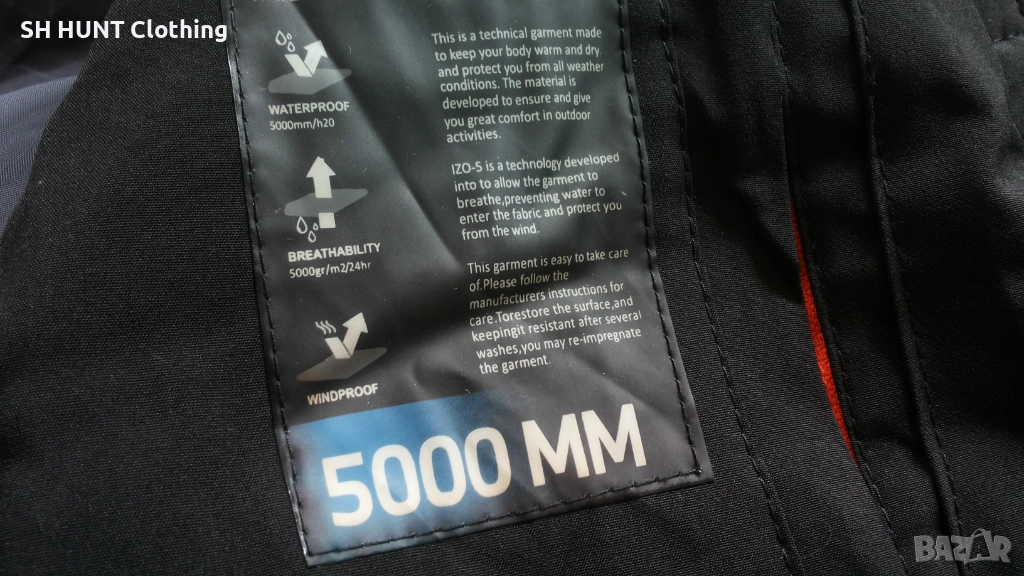 SH HUNT Clothing
WATERPROOF
5000mm/h20
BREATHABILITY
5000gr/m2/24hr
WINDPROOF
This is a technical garment made
to keep your body warm and dry
and protect you from all weather
conditions. The material is
developed to ensure and give
you great comfort in outdoor
activities.
IZO-5 is a technology developed
into to allow the garment to
breathe,preventing water to
enter the fabric and protect you
from the wind.
This garment is easy to take care
of.Please follow the
manufacturers instructions for
care.Torestore the surface,and
keepingit resistant after several
washes,you may re-impregnate
the garment.
5000 MM
BAZAR